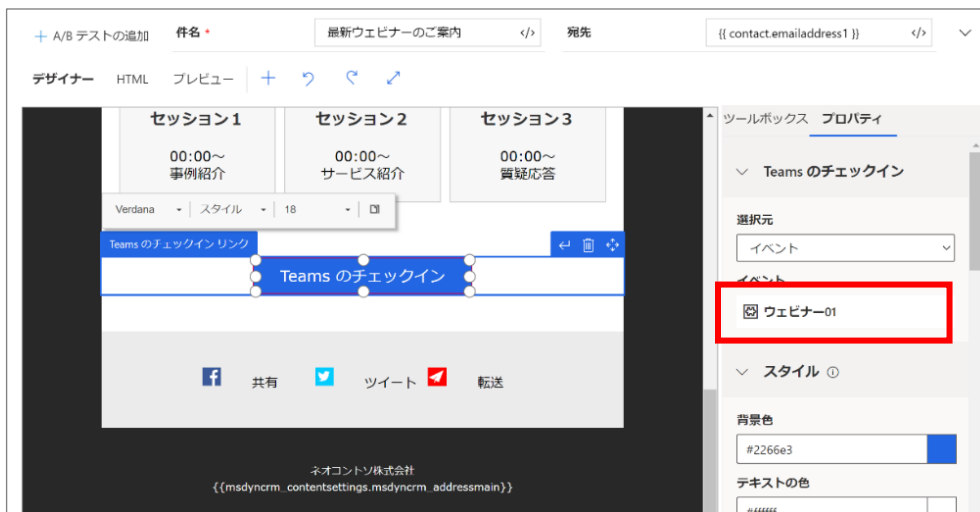 A/B テストの追加
件名 *
最新ウェビナーのご案内 </>
宛先
{{ contact.emailaddress1 }} </>
デザイナー HTML プレビュー
ツールボックス プロパティ
セッション1 セッション2 セッション3
00:00～ 00:00～ 00:00～
事例紹介 サービス紹介 質疑応答
Verdana スタイル 18
Teams のチェックイン リンク
Teams のチェックイン
共有 ツイート 転送
ネオコントソ株式会社
{{msdyncrm_contentsettings.msdyncrm_addressmain}}
Teams のチェックイン
選択元
イベント
イベント
ウェビナー01
スタイル
背景色
#2266e3
テキストの色
#ffffff